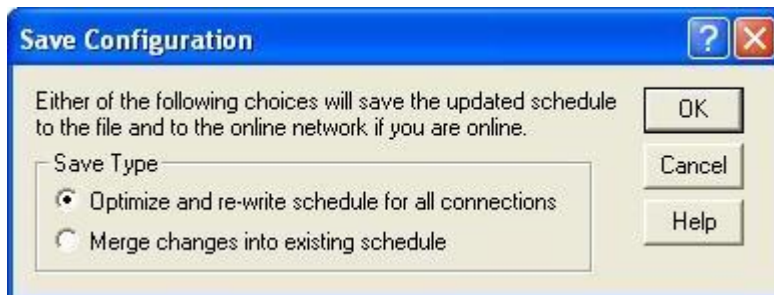 Save Configuration
?
Either of the following choices will save the updated schedule
to the file and to the online network if you are online.
OK
Save Type
Cancel
Optimize and re-write schedule for all connections
Merge changes into existing schedule
Help